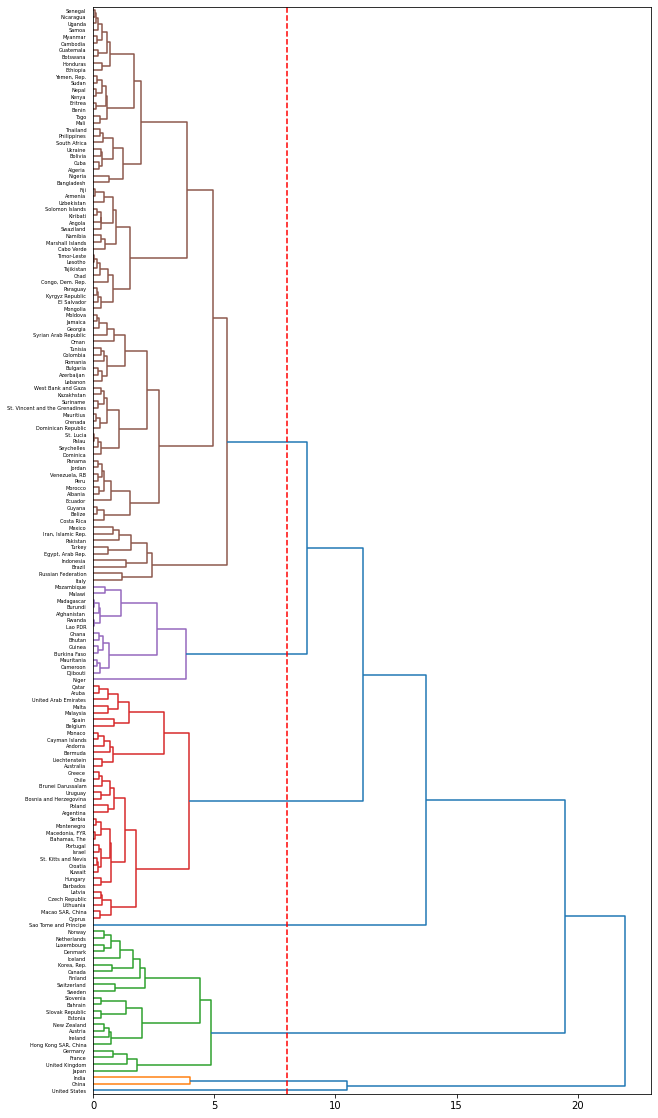 Senegal
Nicaragua
Uganda
Samoa
Myanmar
Cambodia
Guatemala
Botswana
Honduras
Ethiopia
Yemen, Rep.
Sudan
Nepal
Kenya
Eritrea
Benin
Togo
Mali
Thailand
Philippines
South Africa
Ukraine
Bolivia
Cuba
Algeria
Nigeria
Bangladesh
Fiji
Armenia
Uzbekistan
Solomon Islands
Kiribati
Angola
Swaziland
Namibia
Marshall Islands
Cabo Verde
Timor-Leste
Lesotho
Tajikistan
Chad
Congo, Dem. Rep.
Paraguay
Kyrgyz Republic
El Salvador
Mongolia
Moldova
Jamaica
Georgia
Syrian Arab Republic
Oman
Tunisia
Colombia
Romania
Bulgaria
Azerbaijan
Lebanon
West Bank and Gaza
Kazakhstan
Suriname
St. Vincent and the Grenadines
Mauritius
Grenada
Dominican Republic
St. Lucia
Palau
Seychelles
Dominica
Panama
Jordan
Venezuela, RB
Peru
Morocco
Albania
Ecuador
Guyana
Belize
Costa Rica
Mexico
Iran, Islamic Rep.
Pakistan
Turkey
Egypt, Arab Rep.
Indonesia
Brazil
Russian Federation
Italy
Mozambique
Malawi
Madagascar
Burundi
Afghanistan
Rwanda
Lao PDR
Ghana
Bhutan
Guinea
Burkina Faso
Mauritania
Cameroon
Djibouti
Niger
Qatar
Aruba
United Arab Emirates
Malta
Malaysia
Spain
Belgium
Monaco
Cayman Islands
Andorra
Bermuda
Liechtenstein
Australia
Greece
Chile
Brunei Darussalam
Uruguay
Bosnia and Herzegovina
Poland
Argentina
Serbia
Montenegro
Macedonia, FYR
Bahamas, The
Portugal
Israel
St. Kitts and Nevis
Croatia
Kuwait
Hungary
Barbados
Latvia
Czech Republic
Lithuania
Macao SAR, China
Cyprus
Sao Tome and Principe
Norway
Netherlands
Luxembourg
Denmark
Iceland
Korea, Rep.
Canada
Finland
Switzerland
Sweden
Slovenia
Bahrain
Slovak Republic
Estonia
New Zealand
Austria
Ireland
Hong Kong SAR, China
Germany
France
United Kingdom
Japan
India
China
United States
0 5 10 15 20